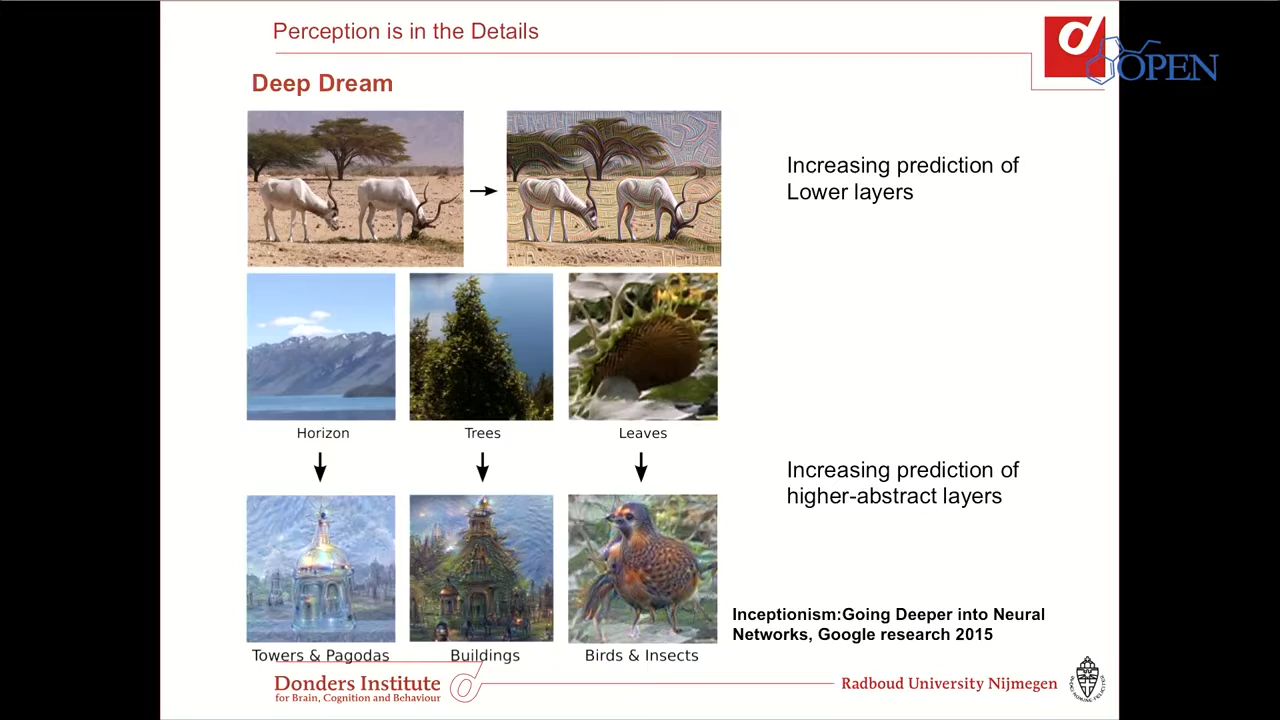 Perception is in the Details
OPEN
Deep Dream
Increasing prediction of
Lower layers
Horizon
Trees
Leaves
Increasing prediction of
higher-abstract layers
Towers & Pagodas
Buildings
Birds & Insects
Inceptionism:Going Deeper into Neural
Networks, Google research 2015
Donders Institute
for Brain, Cognition and Behaviour
Radboud University Nijmegen